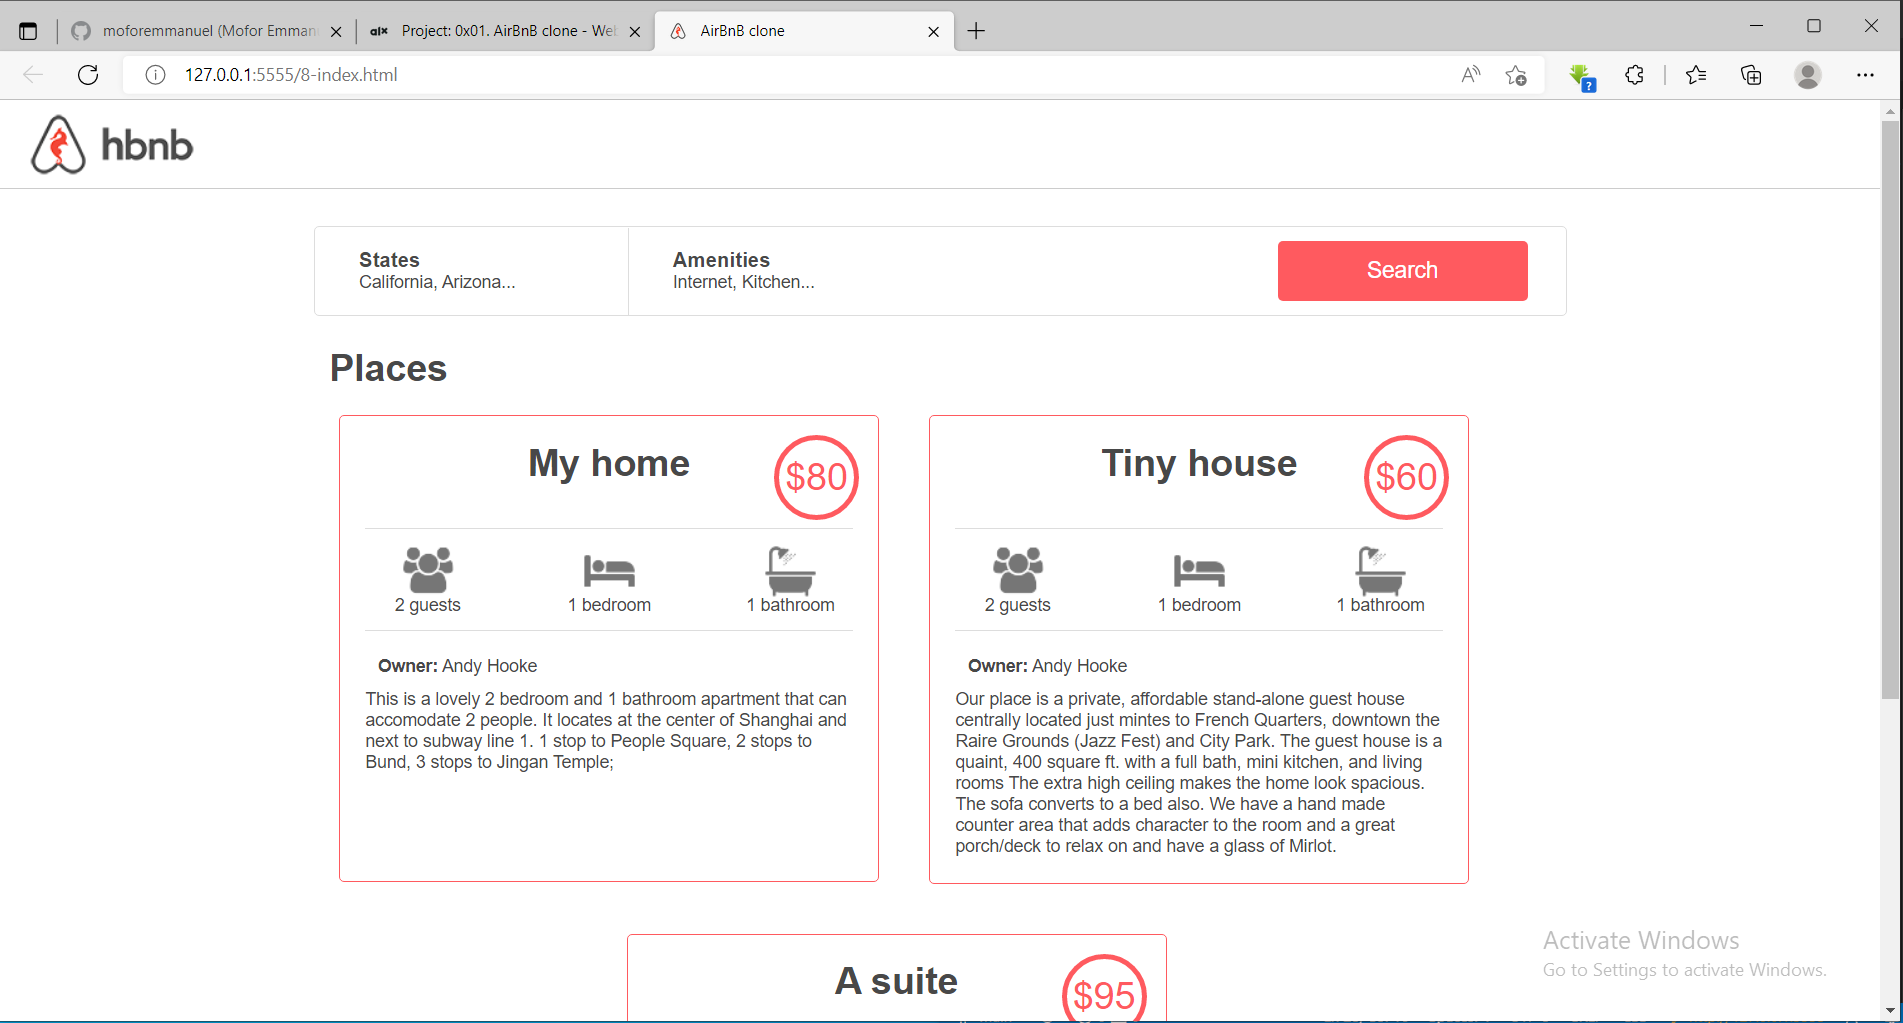 moforemmanuel (Mofor Emman
alx Project: 0x01. AirBnB clone - Web
AirBnB clone
127.0.0.1:5555/8-index.html
hbnb
States
California, Arizona...
Amenities
Internet, Kitchen...
Search
Places
My home
$80
2 guests
1 bedroom
1 bathroom
Owner: Andy Hooke
This is a lovely 2 bedroom and 1 bathroom apartment that can
accomodate 2 people. It locates at the center of Shanghai and
next to subway line 1. 1 stop to People Square, 2 stops to
Bund, 3 stops to Jingan Temple;
Tiny house
$60
2 guests
1 bedroom
1 bathroom
Owner: Andy Hooke
Our place is a private, affordable stand-alone guest house
centrally located just mintes to French Quarters, downtown the
Raire Grounds (Jazz Fest) and City Park. The guest house is a
quaint, 400 square ft. with a full bath, mini kitchen, and living
rooms The extra high ceiling makes the home look spacious.
The sofa converts to a bed also. We have a hand made
counter area that adds character to the room and a great
porch/deck to relax on and have a glass of Mirlot.
A suite
$95
Activate Windows
Go to Settings to activate Windows.